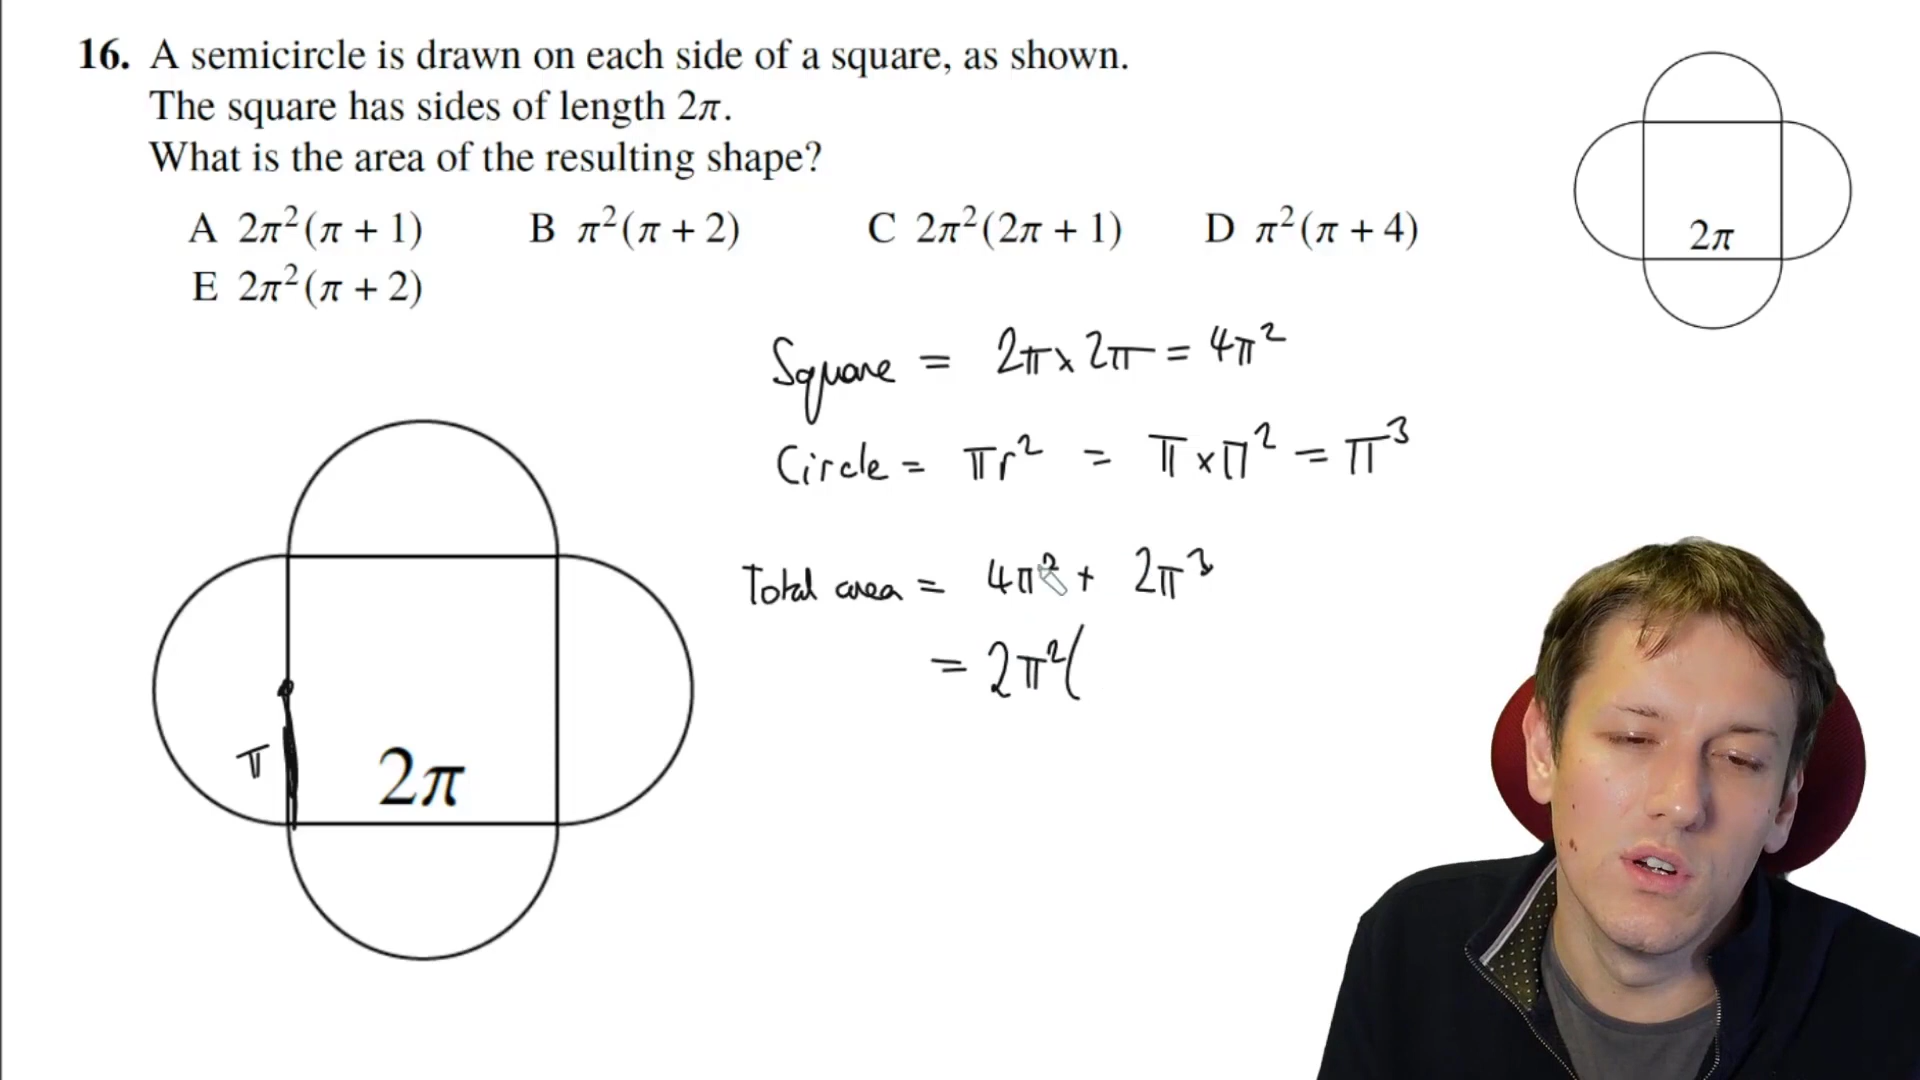 16. A semicircle is drawn on each side of a square, as shown.
The square has sides of length 2π.
What is the area of the resulting shape?
A 2π²(π + 1) B π²(π + 2) C 2π²(2π + 1) D π²(π + 4)
E 2π²(π + 2)
2π
Square = 2π × 2π = 4π²
Circle = πr² = π × π² = π³
Total area = 4π² + 2π³
= 2π²(
π
2π